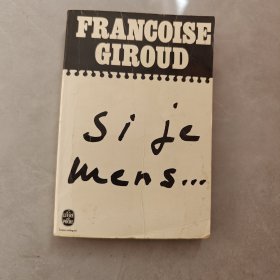 FRANCOISE
GIROUD
si je
mens...